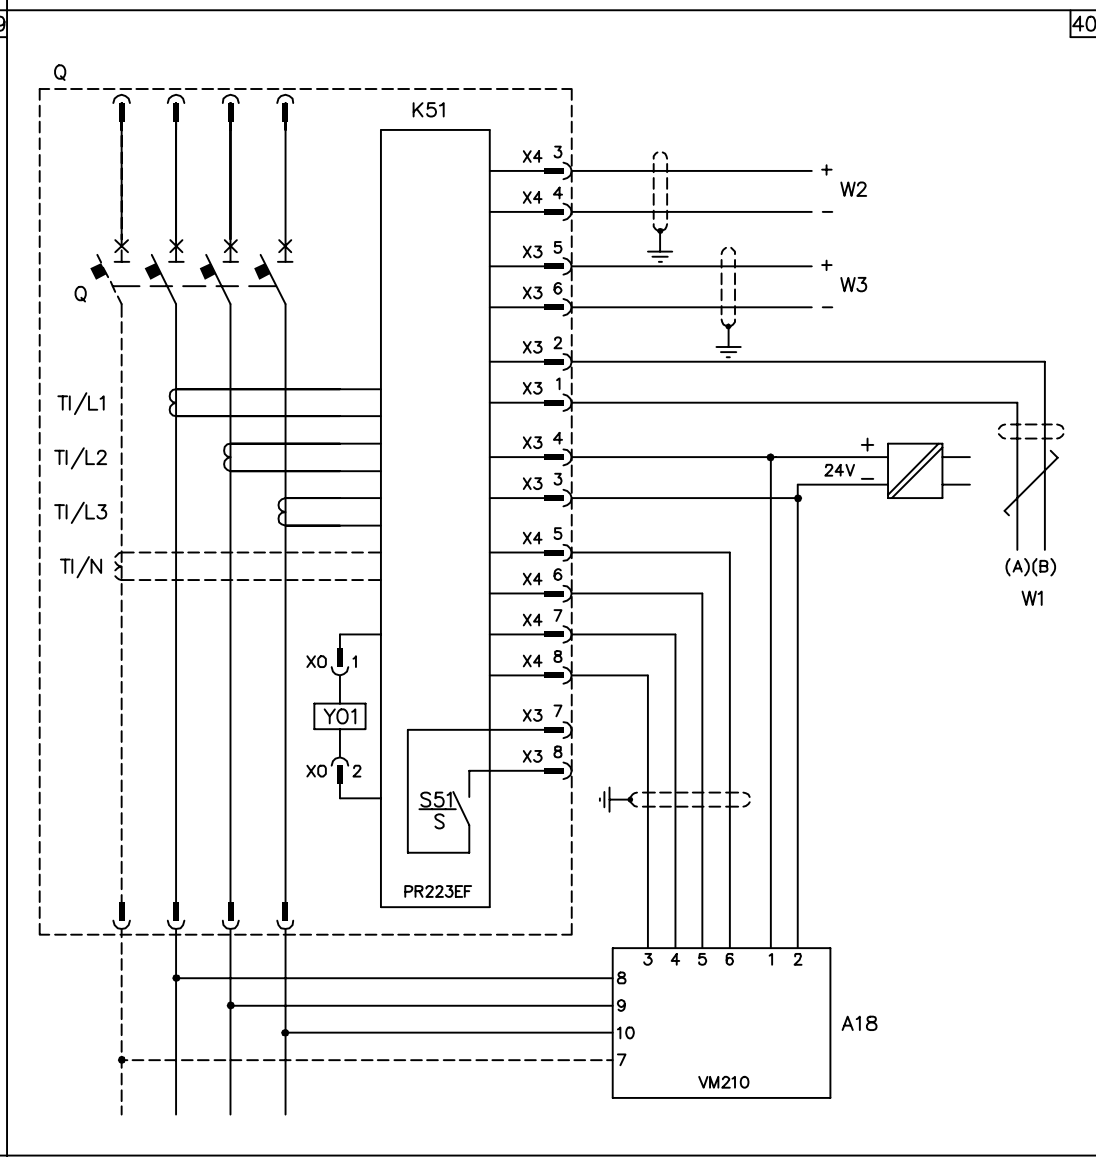 9
40
Q
K51
X4 3
+
W2
X4 4
−
X3 5
+
W3
Q
X3 6
−
X3 2
X3 1
TI/L1
X3 4
+
TI/L2
24V −
X3 3
TI/L3
X4 5
TI/N
(A)(B)
X4 6
W1
X4 7
X0 1
X4 8
Y01
X3 7
X3 8
X0 2
S51
S
PR223EF
3 4 5 6 1 2
8
9
A18
10
7
VM210